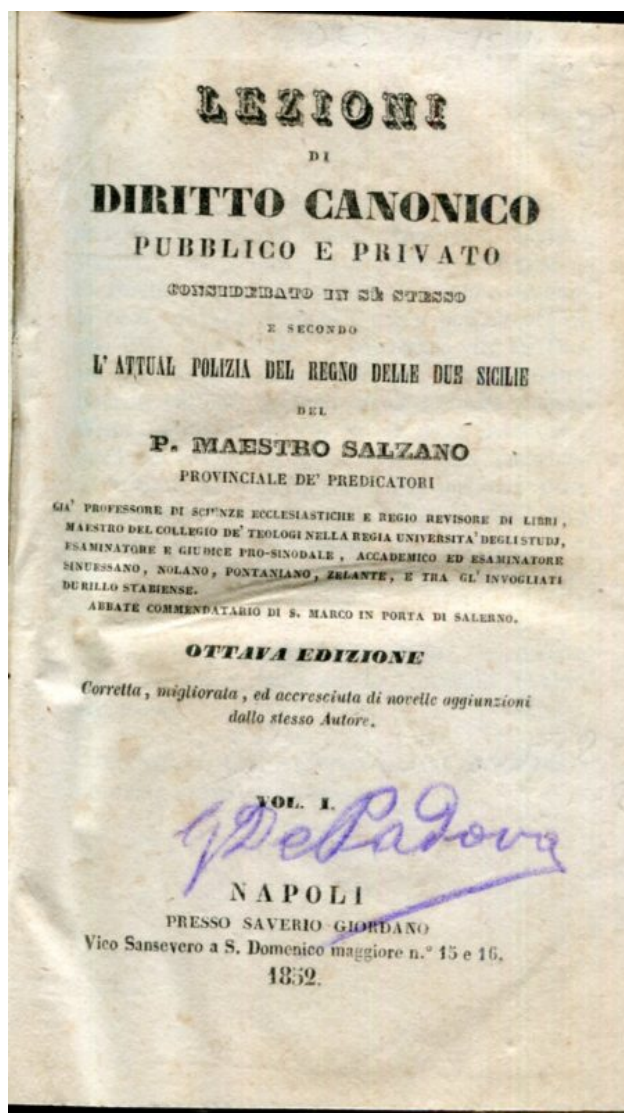 LEZIONI
DI
DIRITTO CANONICO
PUBBLICO E PRIVATO
CONSIDERATO IN SÈ STESSO
E SECONDO
L' ATTUAL POLIZIA DEL REGNO DELLE DUE SICILIE
DEL
P. MAESTRO SALZANO
PROVINCIALE DE' PREDICATORI
GIA' PROFESSORE DI SCIENZE ECCLESIASTICHE E REGIO REVISORE DI LIBRI,
MAESTRO DEL COLLEGIO DE' TEOLOGI NELLA REGIA UNIVERSITA' DEGLI STUDJ,
ESAMINATORE E GIUDICE PRO-SINODALE, ACCADEMICO ED ESAMINATORE
SINUESSANO, NOLANO, PONTANIANO, ZELANTE, E TRA GL' INVOGLIATI
DURILLO STABIENSE.
ABBATE COMMENDATARIO DI S. MARCO IN PORTA DI SALERNO.
OTTAVA EDIZIONE
Corretta, migliorata, ed accresciuta di novelle aggiunzioni
dallo stesso Autore.
VOL. I.
G De Padova
NAPOLI
PRESSO SAVERIO GIORDANO
Vico Sansevero a S. Domenico maggiore n.° 15 e 16.
1852.